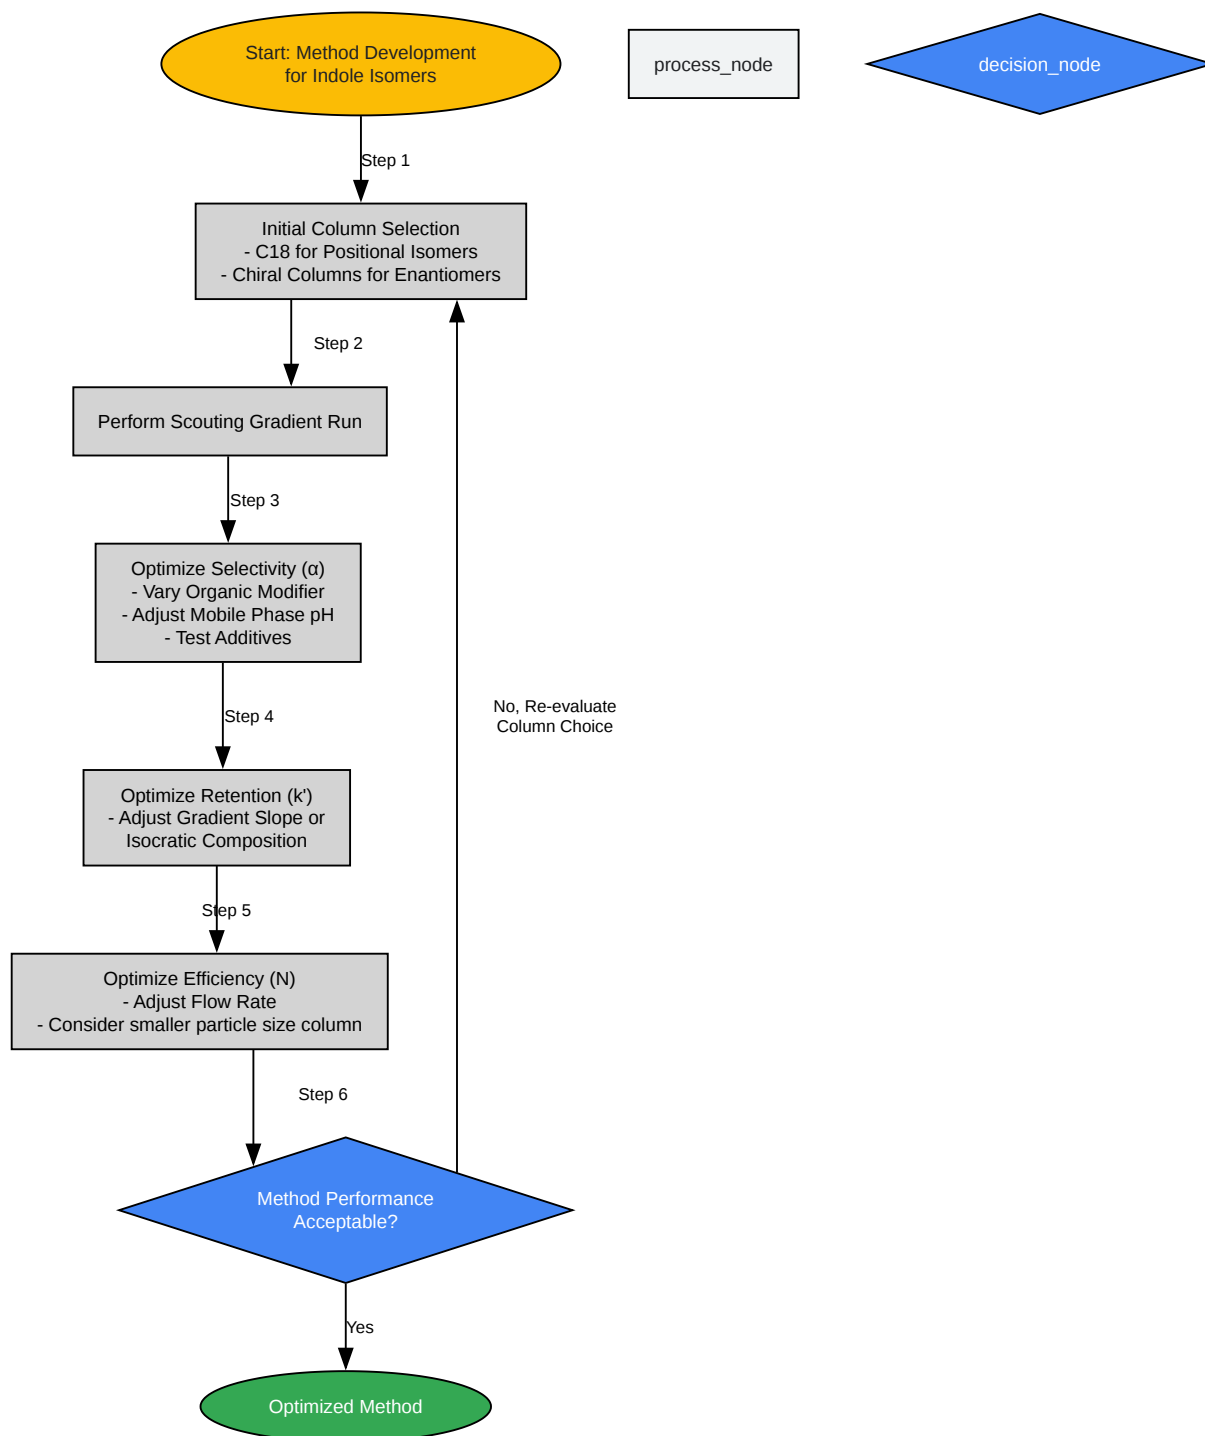 Start: Method Development
for Indole Isomers
process_node
decision_node
Step 1
Initial Column Selection
- C18 for Positional Isomers
- Chiral Columns for Enantiomers
Step 2
Perform Scouting Gradient Run
Step 3
Optimize Selectivity (α)
- Vary Organic Modifier
- Adjust Mobile Phase pH
- Test Additives
No, Re-evaluate
Column Choice
Step 4
Optimize Retention (k')
- Adjust Gradient Slope or
Isocratic Composition
Step 5
Optimize Efficiency (N)
- Adjust Flow Rate
- Consider smaller particle size column
Step 6
Method Performance
Acceptable?
Yes
Optimized Method